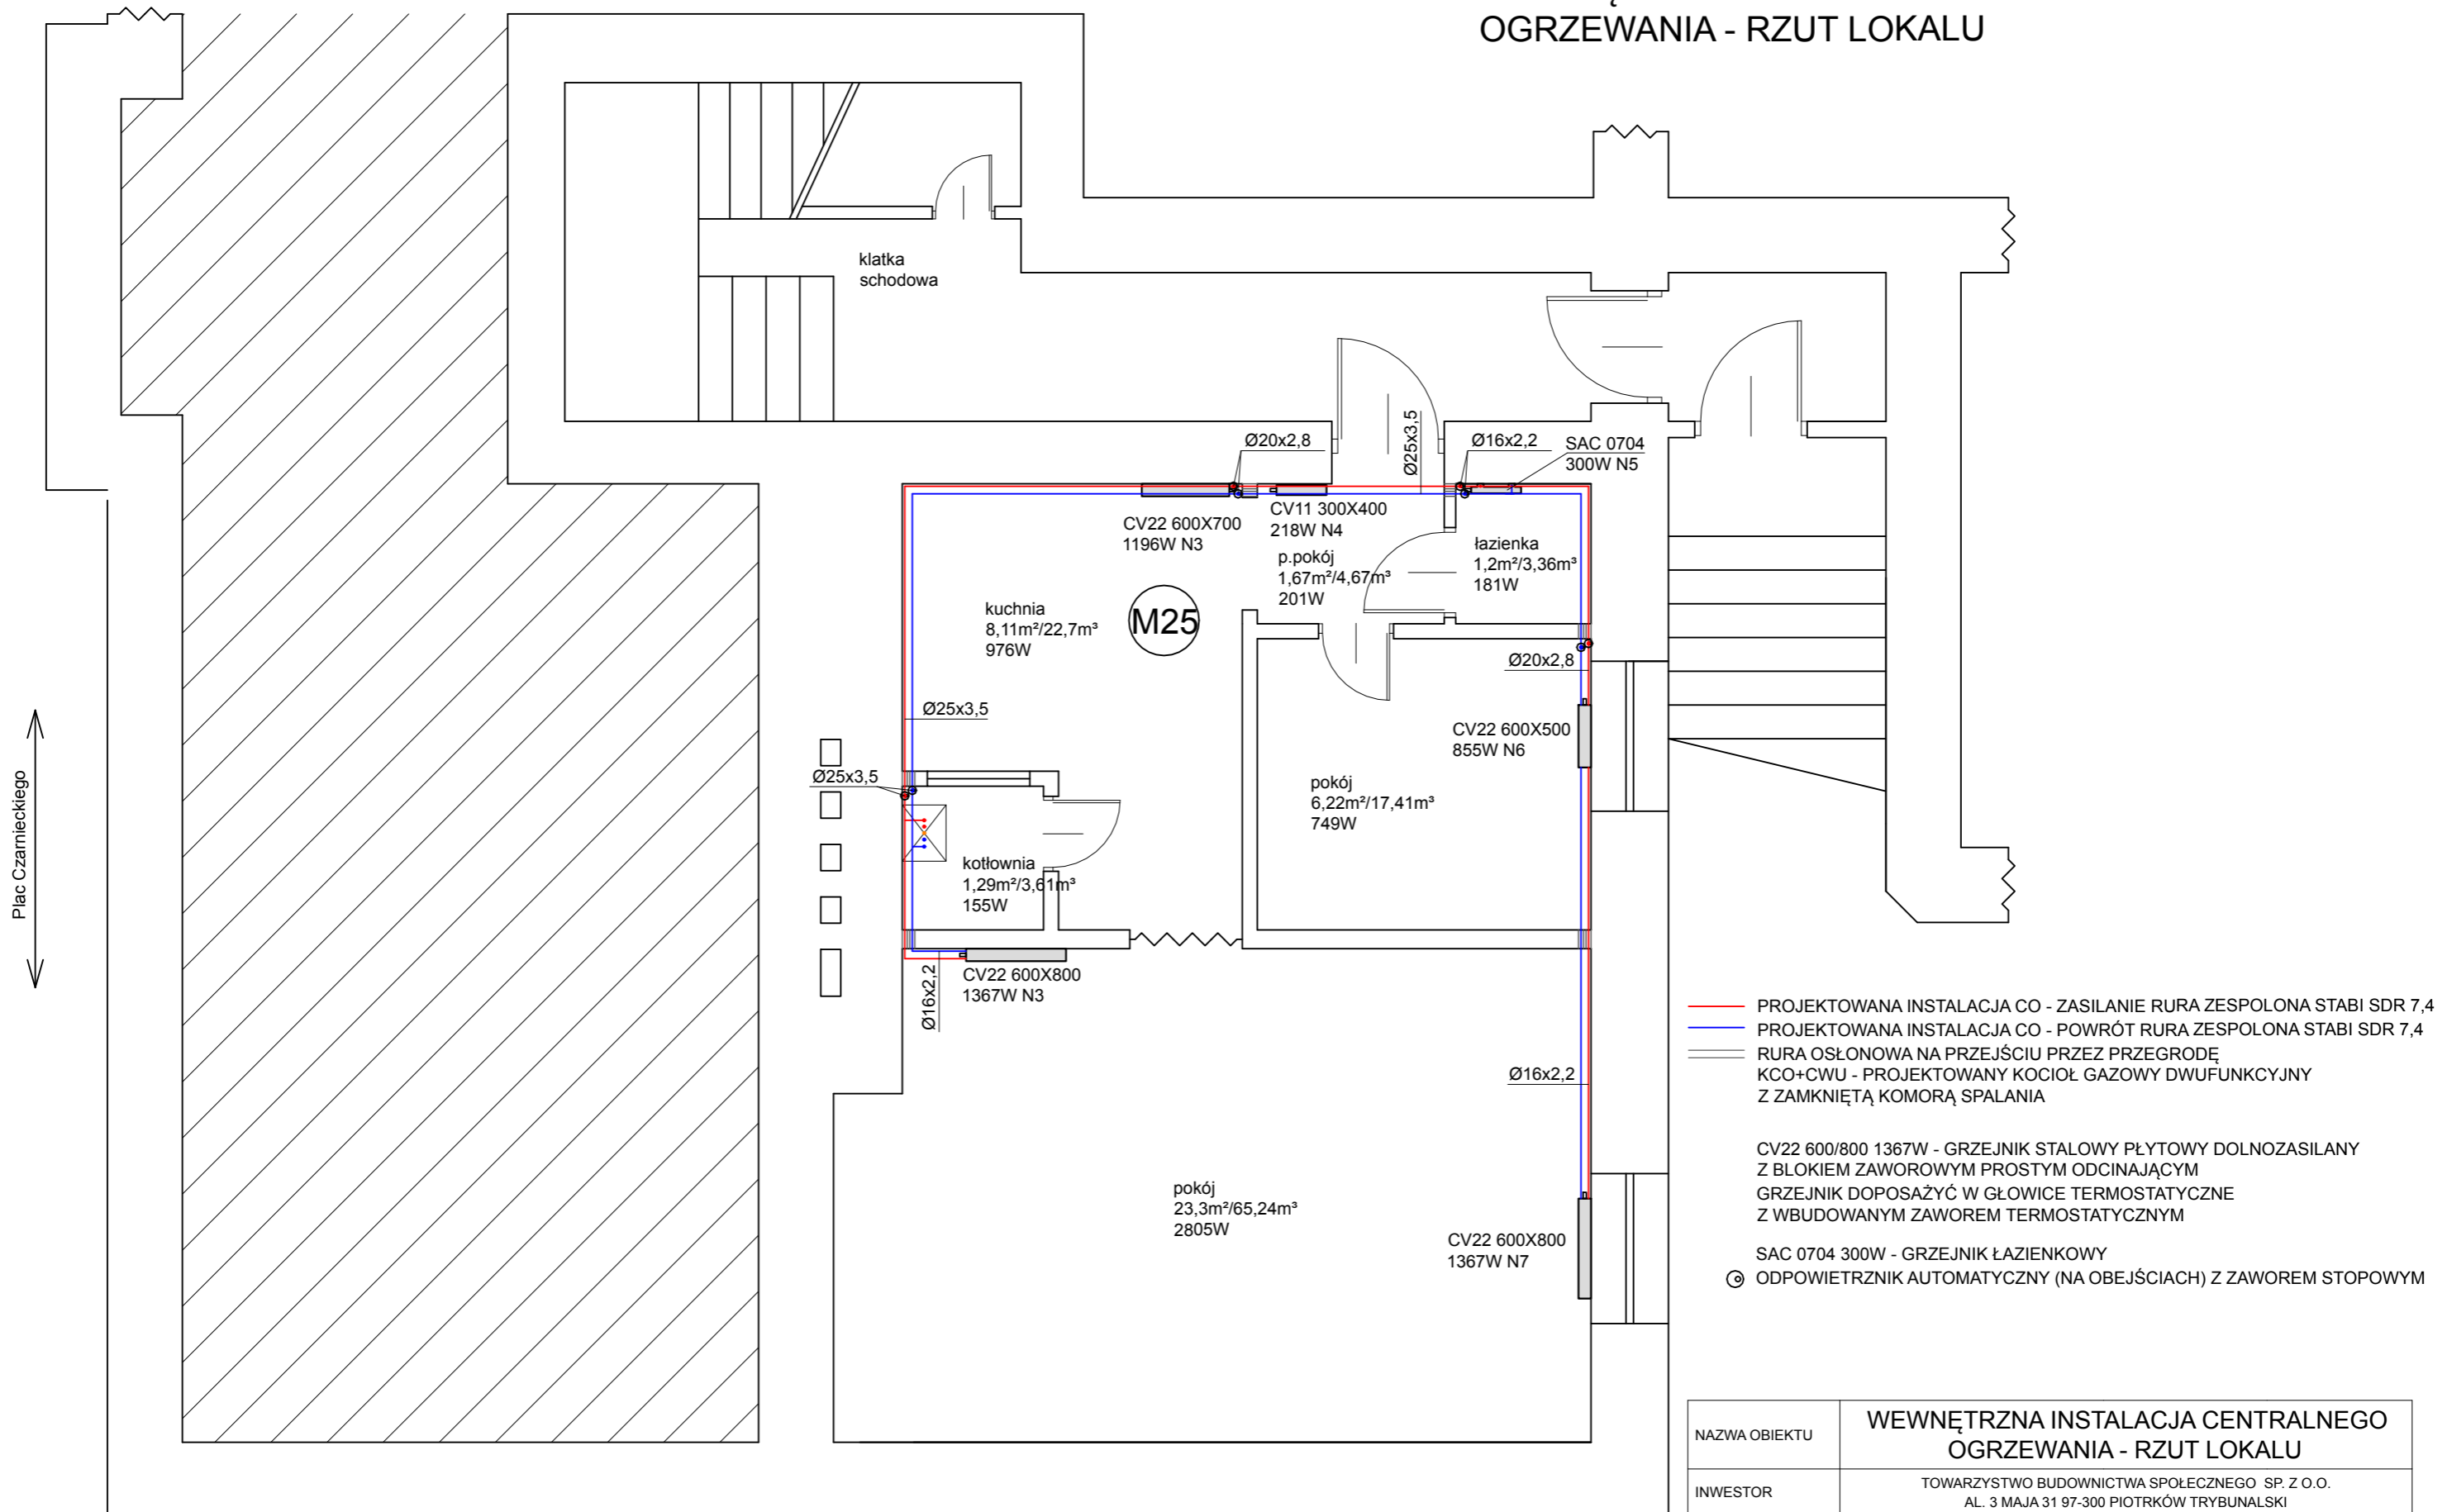 OGRZEWANIA - RZUT LOKALU
klatka
schodowa
Ø20x2,8
Ø25x3,5
Ø16x2,2
SAC 0704
300W N5
CV22 600X700
1196W N3
CV11 300X400
218W N4
p.pokój
1,67m²/4,67m³
201W
łazienka
1,2m²/3,36m³
181W
kuchnia
8,11m²/22,7m³
976W
M25
Ø20x2,8
Ø25x3,5
CV22 600X500
855W N6
Ø25x3,5
pokój
6,22m²/17,41m³
749W
kotłownia
1,29m²/3,61m³
155W
Plac Czarnieckiego
CV22 600X800
1367W N3
Ø16x2,2
Ø16x2,2
pokój
23,3m²/65,24m³
2805W
CV22 600X800
1367W N7
PROJEKTOWANA INSTALACJA CO - ZASILANIE RURA ZESPOLONA STABI SDR 7,4
PROJEKTOWANA INSTALACJA CO - POWRÓT RURA ZESPOLONA STABI SDR 7,4
RURA OSŁONOWA NA PRZEJŚCIU PRZEZ PRZEGRODĘ
KCO+CWU - PROJEKTOWANY KOCIOŁ GAZOWY DWUFUNKCYJNY
Z ZAMKNIĘTĄ KOMORĄ SPALANIA
CV22 600/800 1367W - GRZEJNIK STALOWY PŁYTOWY DOLNOZASILANY
Z BLOKIEM ZAWOROWYM PROSTYM ODCINAJĄCYM
GRZEJNIK DOPOSAŻYĆ W GŁOWICE TERMOSTATYCZNE
Z WBUDOWANYM ZAWOREM TERMOSTATYCZNYM
SAC 0704 300W - GRZEJNIK ŁAZIENKOWY
ODPOWIETRZNIK AUTOMATYCZNY (NA OBEJŚCIACH) Z ZAWOREM STOPOWYM
NAZWA OBIEKTU
WEWNĘTRZNA INSTALACJA CENTRALNEGO
OGRZEWANIA - RZUT LOKALU
INWESTOR
TOWARZYSTWO BUDOWNICTWA SPOŁECZNEGO SP. Z O.O.
AL. 3 MAJA 31 97-300 PIOTRKÓW TRYBUNALSKI